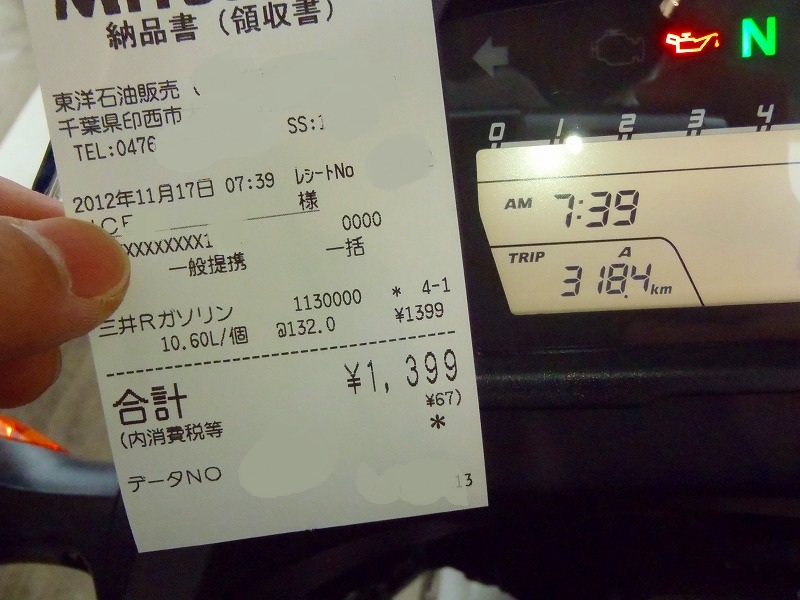 納品書（領収書）
東洋石油販売
千葉県印西市
TEL:0476 SS:1
2012年11月17日 07:39 レシートNo
様
XXXXXXXX1 0000
一般提携 一括
三井Rガソリン 1130000 * 4-1
10.60L/個 @132.0 ¥1399
合計 ¥1,399
(内消費税等 ¥67)
*
データNO 13
N
0 1 2 3 4
AM 7:39
TRIP A
318.4 km